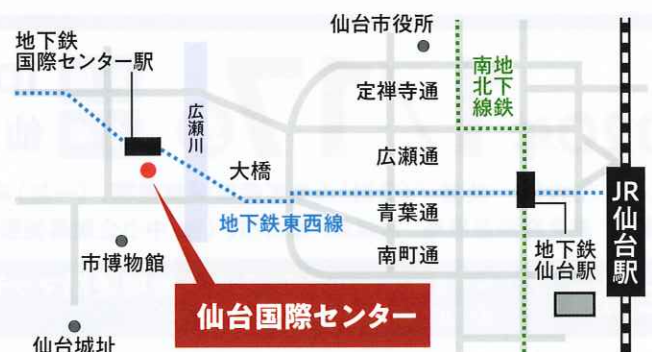 仙台市役所
地下鉄
国際センター駅
定禅寺通
地下鉄
南北線
広瀬川
広瀬通
大橋
JR仙台駅
地下鉄東西線
青葉通
市博物館
南町通
地下鉄
仙台駅
仙台国際センター
仙台城址